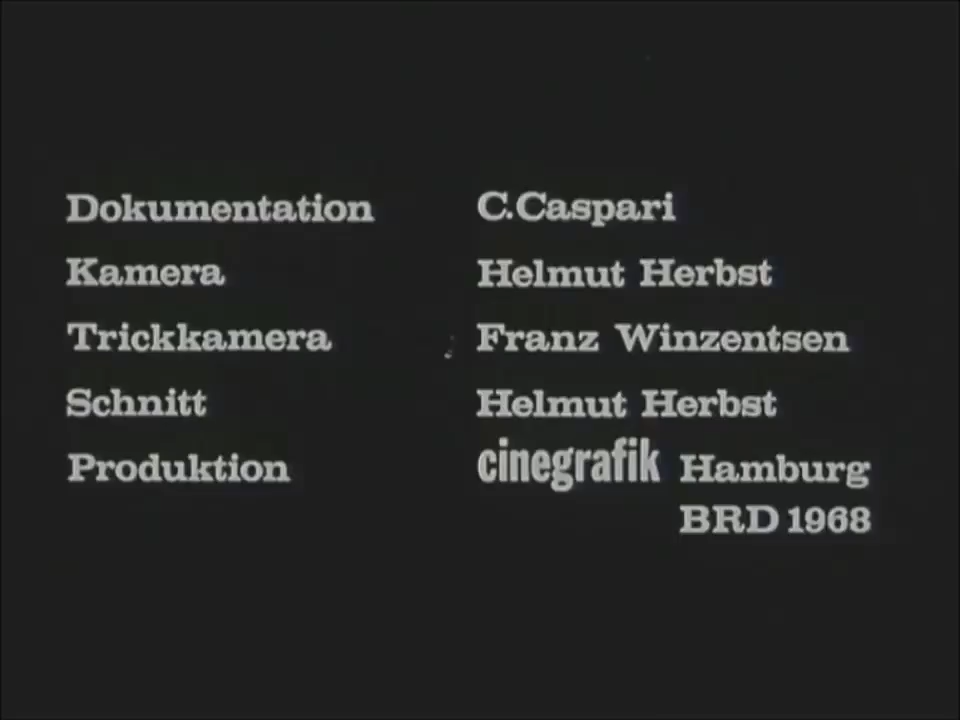 Dokumentation C.Caspari
Kamera Helmut Herbst
Trickkamera Franz Winzentsen
Schnitt Helmut Herbst
Produktion cinegrafik Hamburg
BRD 1968